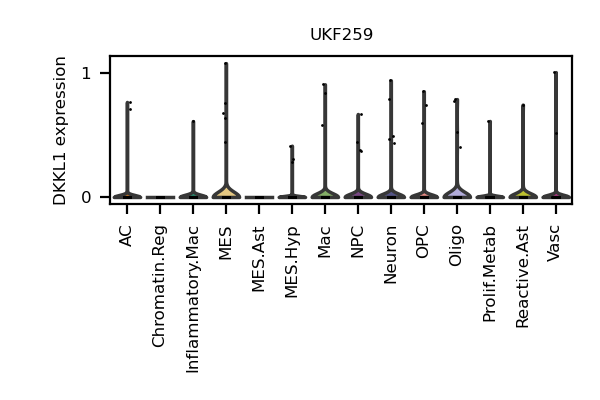 UKF259
DKKL1 expression
1
0
AC
Chromatin.Reg
Inflammatory.Mac
MES
MES.Ast
MES.Hyp
Mac
NPC
Neuron
OPC
Oligo
Prolif.Metab
Reactive.Ast
Vasc